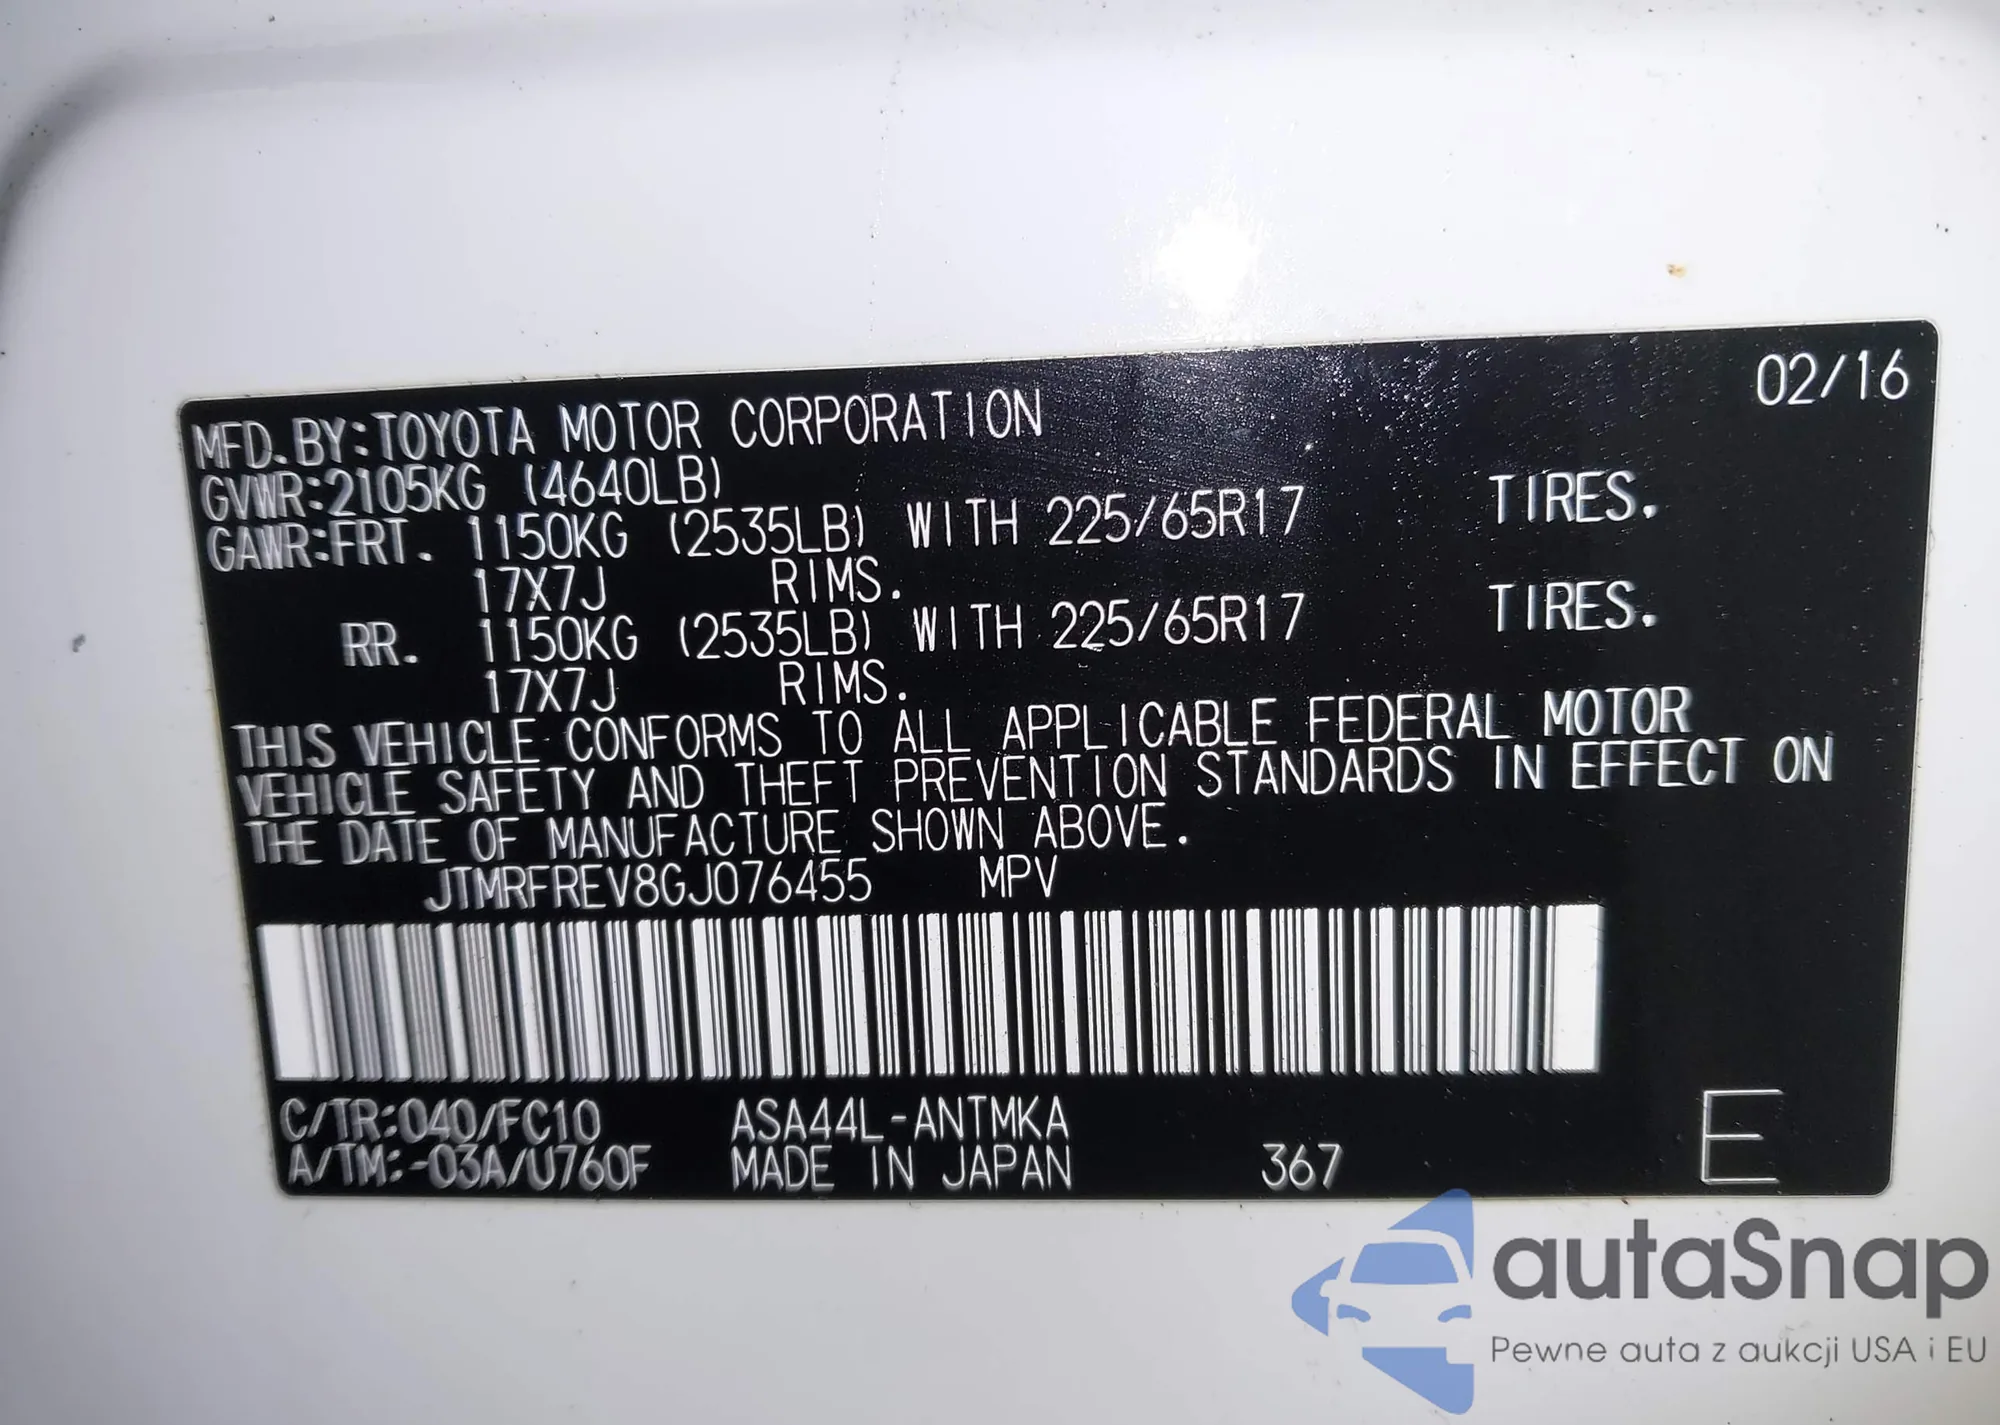 02/16
MFD. BY:TOYOTA MOTOR CORPORATION
GVWR:2105KG (4640LB)
GAWR:FRT. 1150KG (2535LB) WITH 225/65R17 TIRES.
17X7J RIMS.
RR. 1150KG (2535LB) WITH 225/65R17 TIRES.
17X7J RIMS.
THIS VEHICLE CONFORMS TO ALL APPLICABLE FEDERAL MOTOR
VEHICLE SAFETY AND THEFT PREVENTION STANDARDS IN EFFECT ON
THE DATE OF MANUFACTURE SHOWN ABOVE.
JTMRFREV8GJ076455 MPV
C/TR:040/FC10 ASA44L-ANTMKA
A/TM:-03A/U760F MADE IN JAPAN 367 E
autaSnap
Pewne auta z aukcji USA i EU